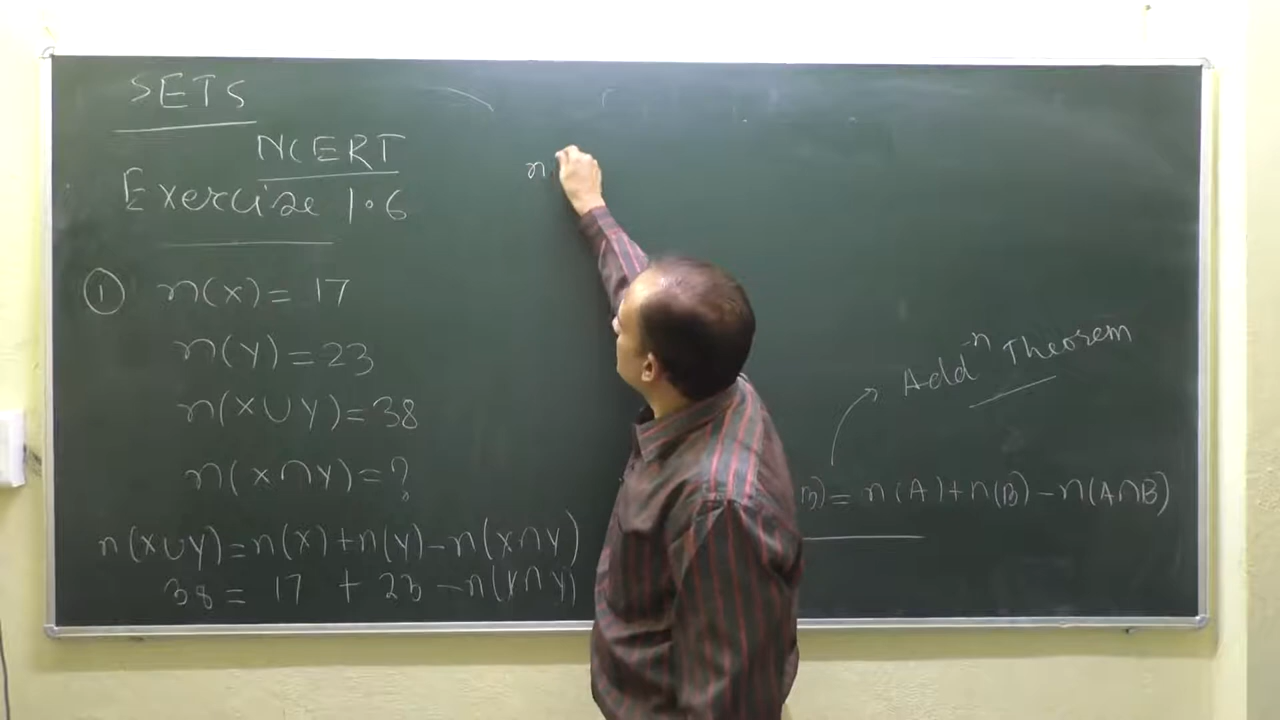 SETS
NCERT
Exercise 1.6
① n(X) = 17
n(Y) = 23
n(X∪Y) = 38
n(X∩Y) = ?
n(X∪Y) = n(X) + n(Y) - n(X∩Y)
38 = 17 + 23 - n(X∩Y)
n
Addⁿ Theorem
B) = n(A) + n(B) - n(A∩B)